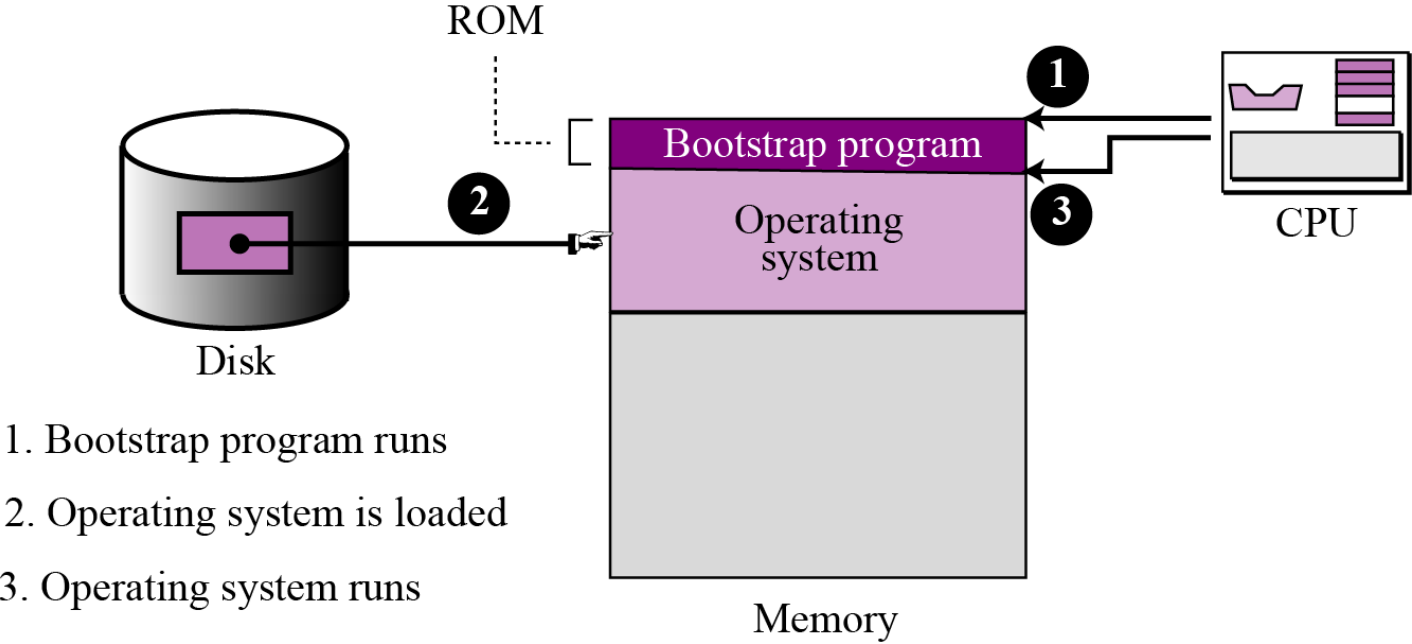 ROM
1
Bootstrap program
2
Operating
system
3
CPU
Disk
1. Bootstrap program runs
2. Operating system is loaded
3. Operating system runs
Memory